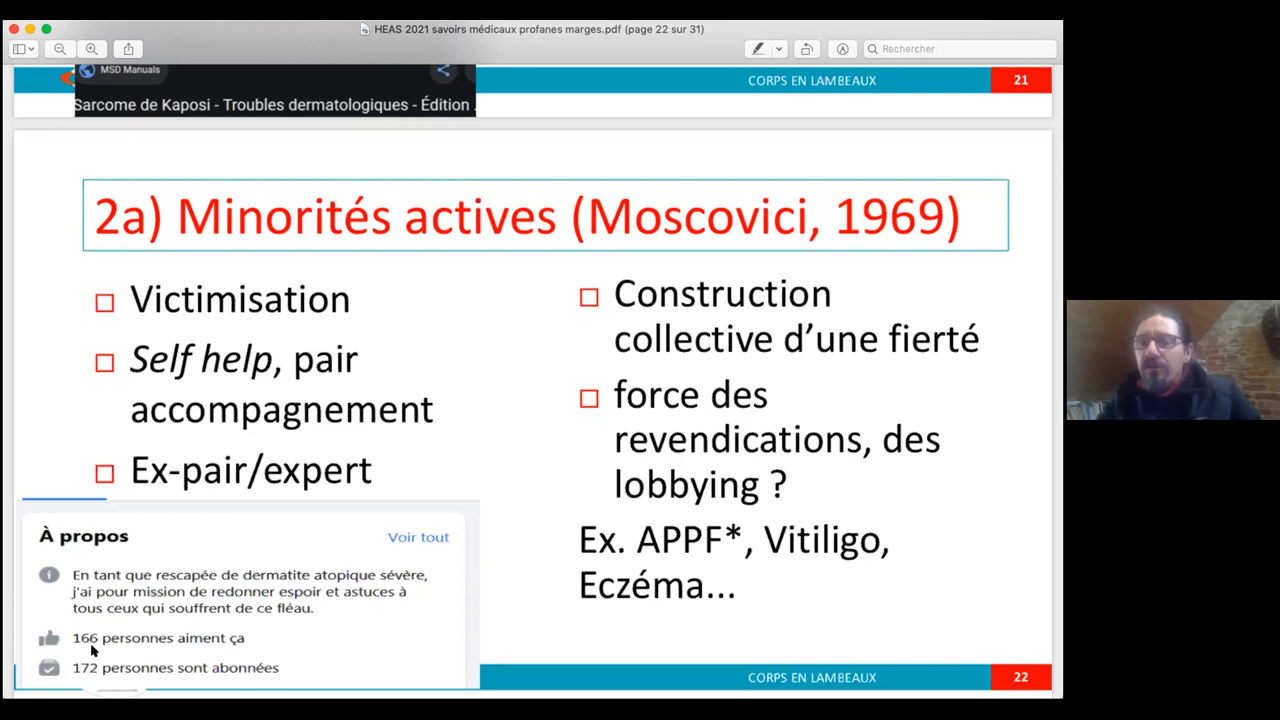 HEAS 2021 savoirs médicaux profanes marges.pdf (page 22 sur 31)
Rechercher
MSD Manuals
Sarcome de Kaposi - Troubles dermatologiques - Édition ...
CORPS EN LAMBEAUX
21
2a) Minorités actives (Moscovici, 1969)
Victimisation
Self help, pair
accompagnement
Ex-pair/expert
Construction
collective d’une fierté
force des
revendications, des
lobbying ?
Ex. APPF*, Vitiligo,
Eczéma...
À propos
Voir tout
En tant que rescapée de dermatite atopique sévère,
j'ai pour mission de redonner espoir et astuces à
tous ceux qui souffrent de ce fléau.
166 personnes aiment ça
172 personnes sont abonnées
CORPS EN LAMBEAUX
22